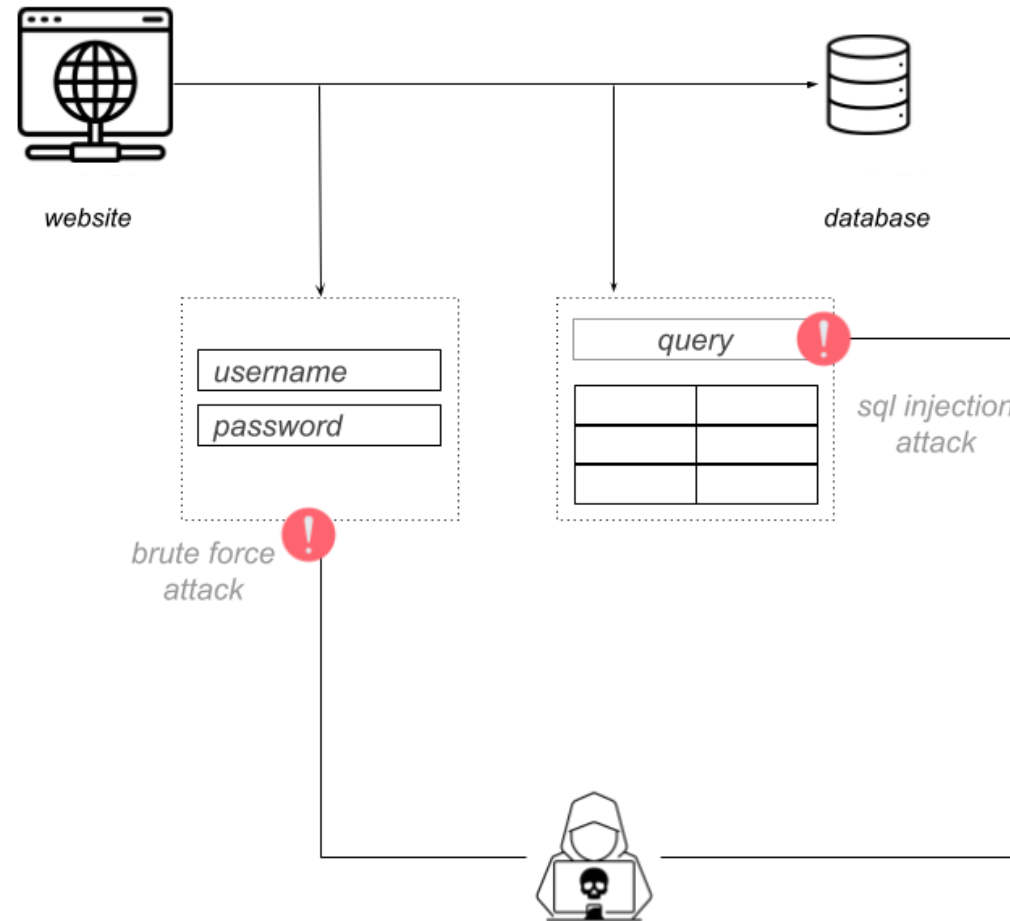 website
database
username
password
query
sql injection
attack
brute force
attack